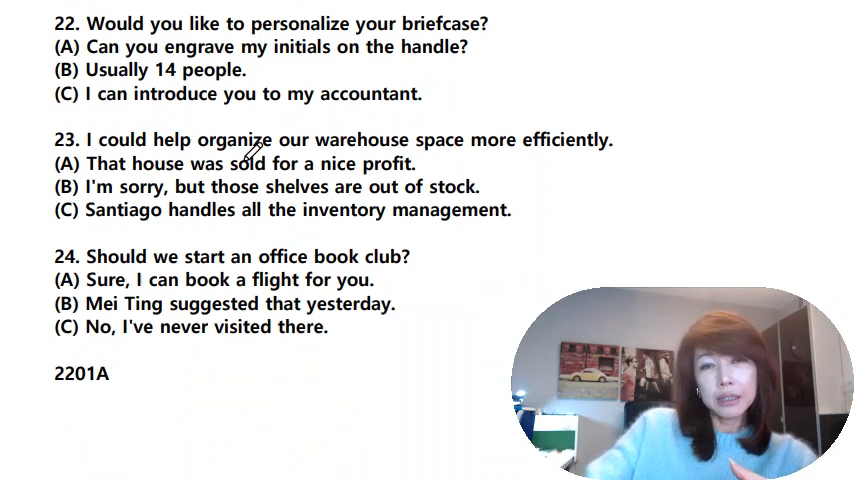 22. Would you like to personalize your briefcase?
(A) Can you engrave my initials on the handle?
(B) Usually 14 people.
(C) I can introduce you to my accountant.
23. I could help organize our warehouse space more efficiently.
(A) That house was sold for a nice profit.
(B) I'm sorry, but those shelves are out of stock.
(C) Santiago handles all the inventory management.
24. Should we start an office book club?
(A) Sure, I can book a flight for you.
(B) Mei Ting suggested that yesterday.
(C) No, I've never visited there.
2201A